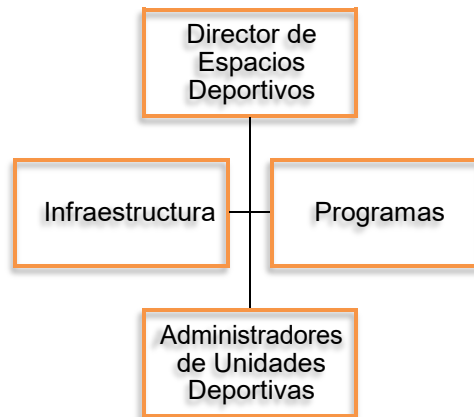 Director de
Espacios
Deportivos
Infraestructura
Programas
Administradores
de Unidades
Deportivas